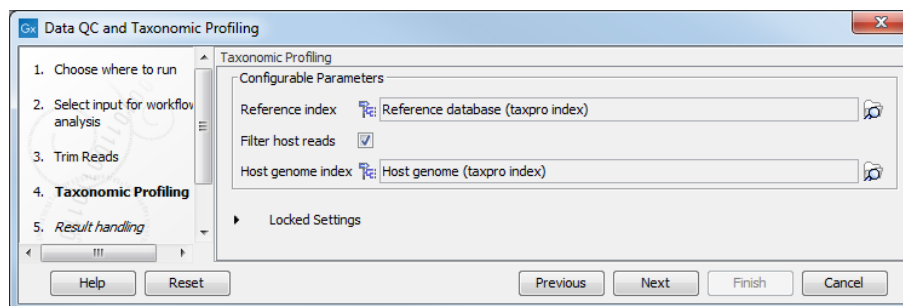 Gx Data QC and Taxonomic Profiling
1. Choose where to run
2. Select input for workflow
analysis
3. Trim Reads
4. Taxonomic Profiling
5. Result handling
Taxonomic Profiling
Configurable Parameters
Reference index Reference database (taxpro index)
Filter host reads
Host genome index Host genome (taxpro index)
Locked Settings
Help Reset Previous Next Finish Cancel